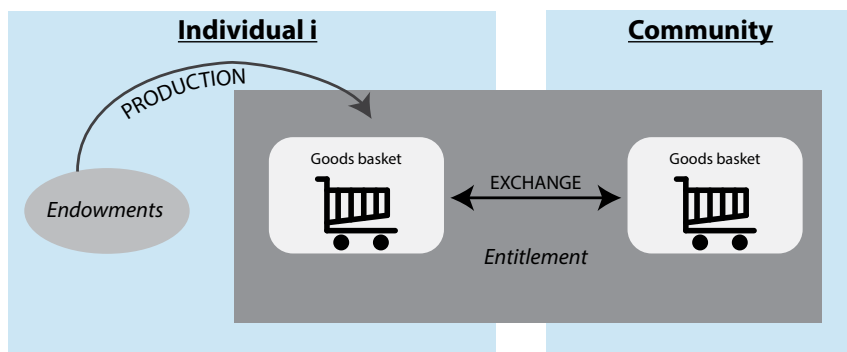 Individual i
Community
PRODUCTION
Goods basket
Goods basket
EXCHANGE
Endowments
Entitlement